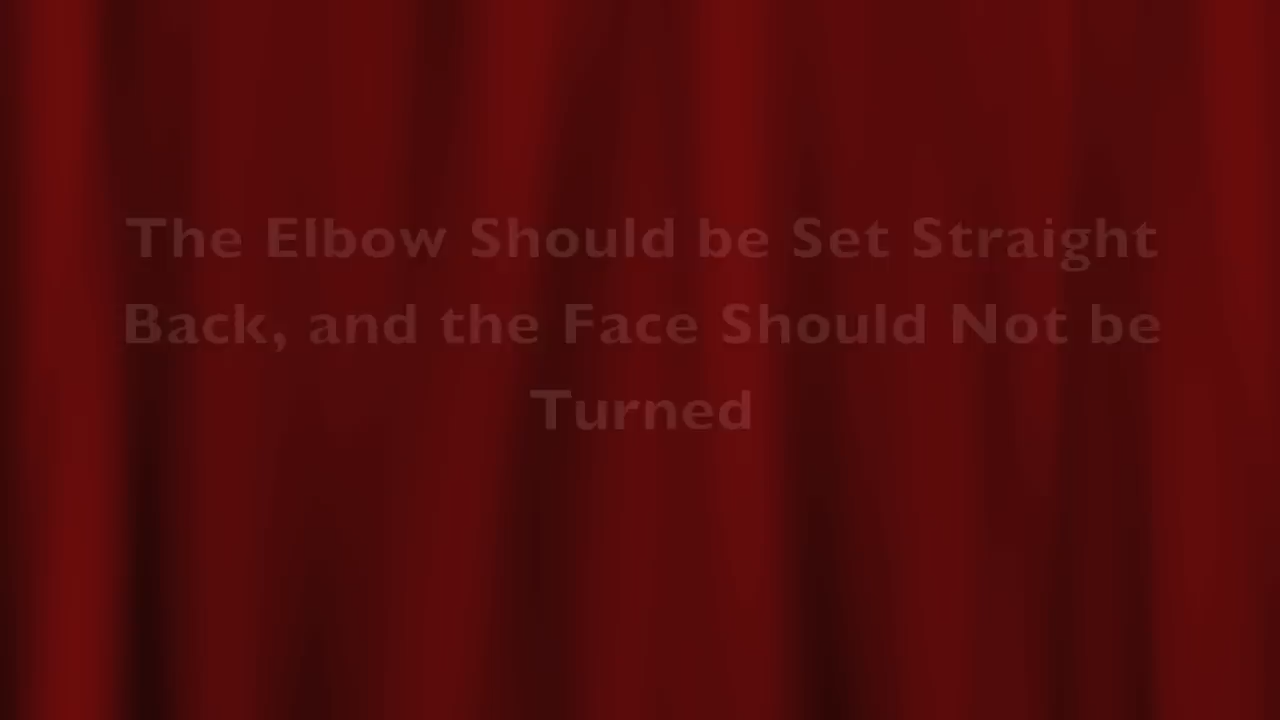 The Elbow Should be Set Straight
Back, and the Face Should Not be
Turned